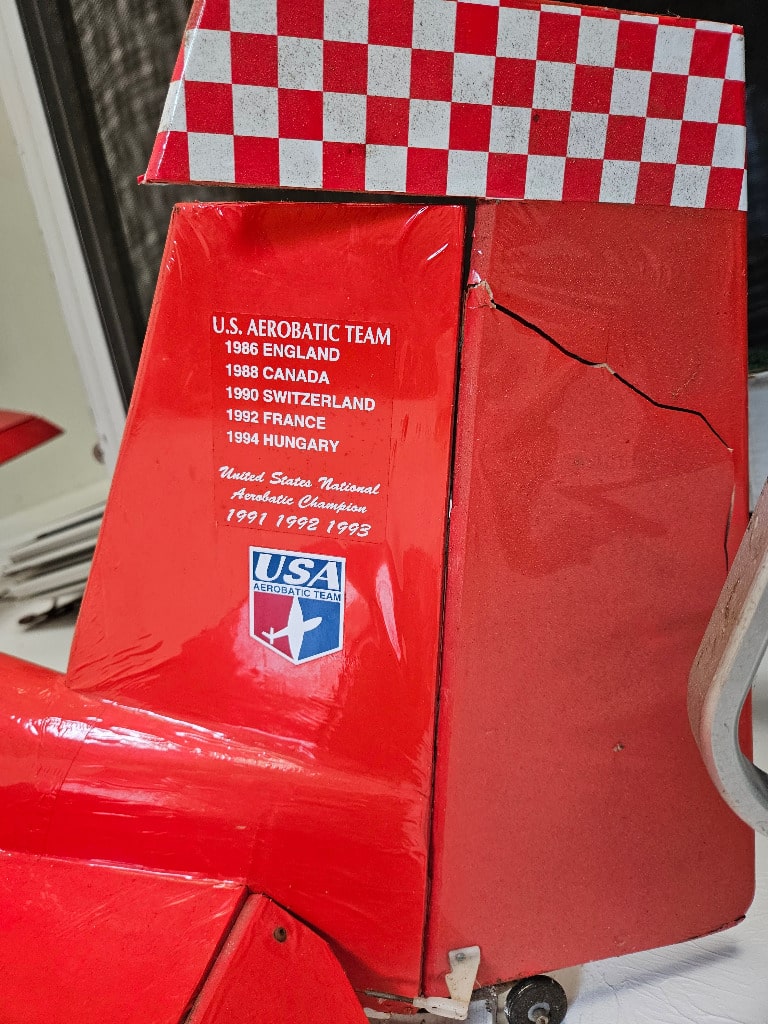 U.S. AEROBATIC TEAM
1986 ENGLAND
1988 CANADA
1990 SWITZERLAND
1992 FRANCE
1994 HUNGARY
United States National
Aerobatic Champion
1991 1992 1993
USA
AEROBATIC TEAM